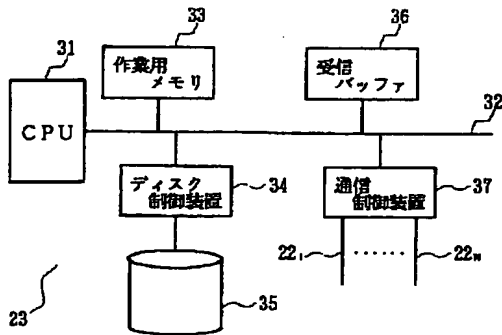 33
36
31
作業用
メモリ
受信
バッファ
32
CPU
ディスク
制御装置
34
通信
制御装置
37
22₁ …… 22ₙ
23
35